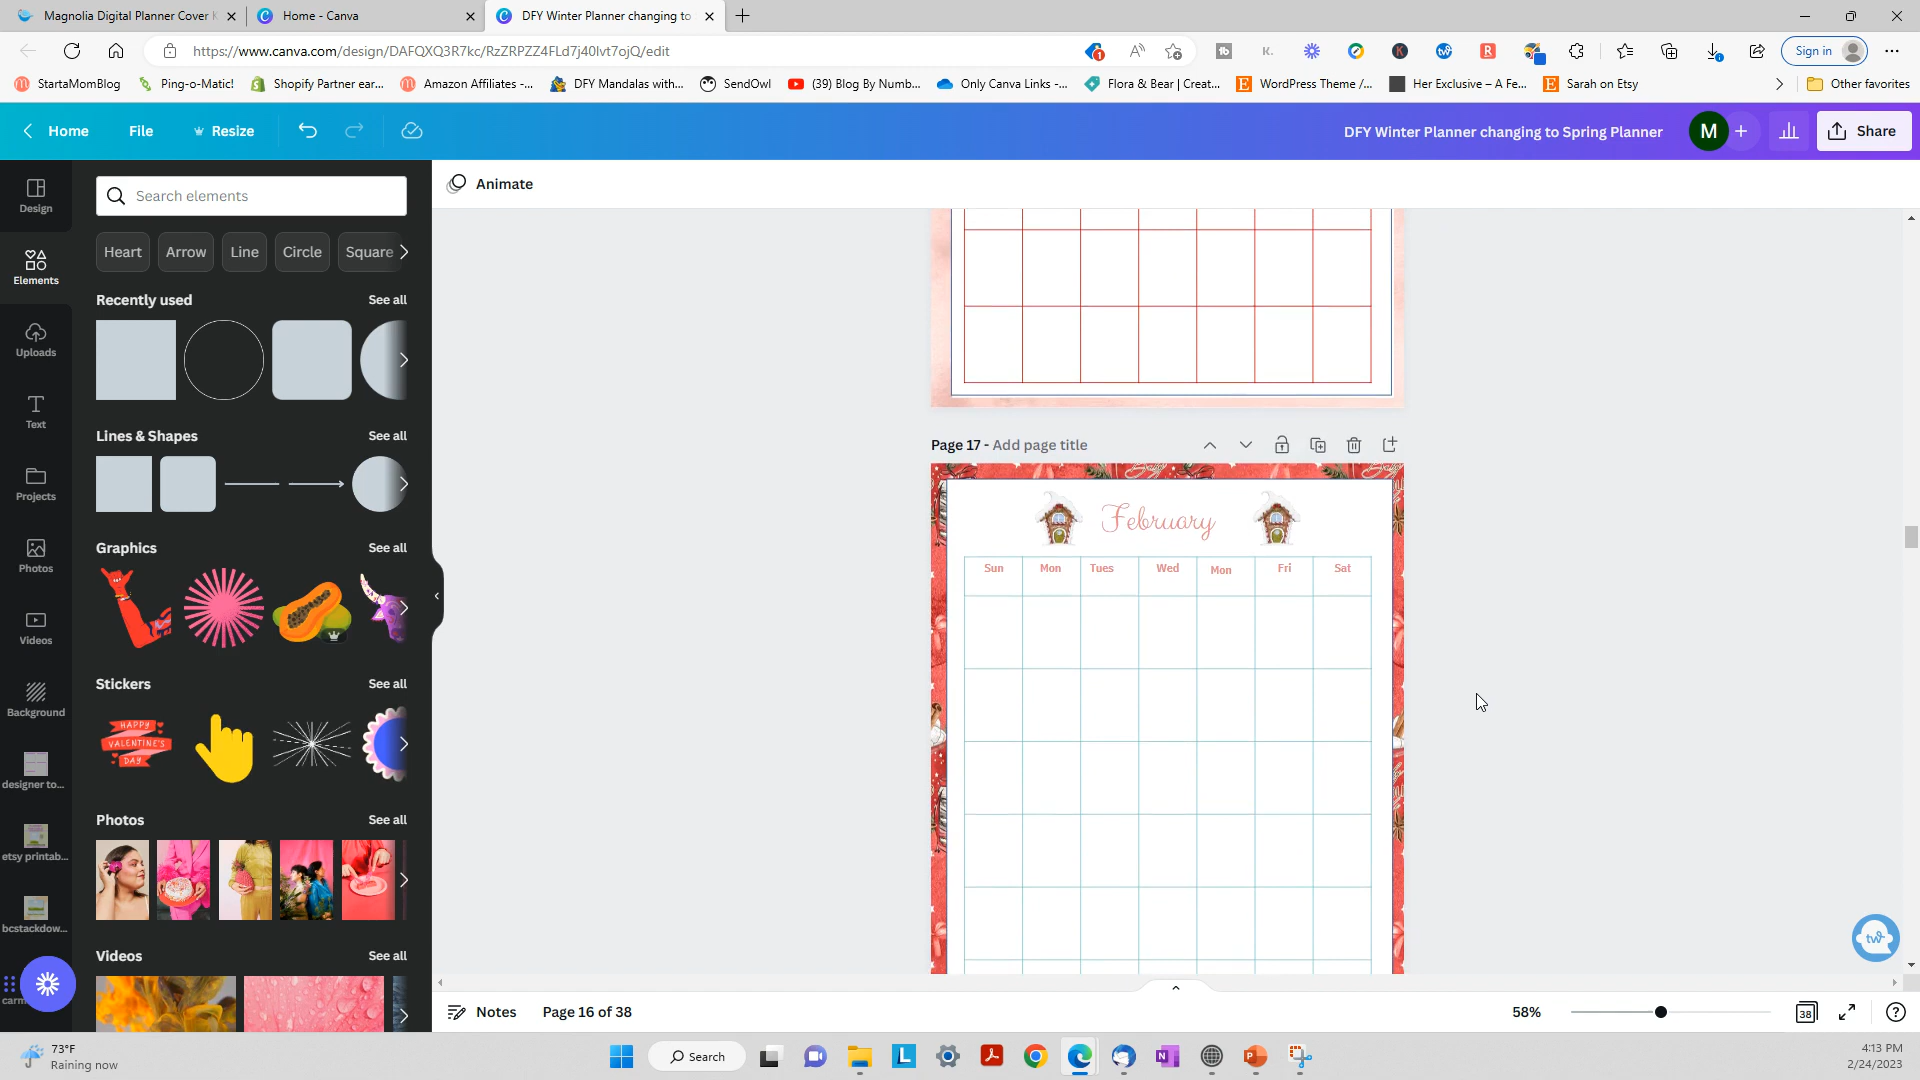 Magnolia Digital Planner Cover
Home - Canva
DFY Winter Planner changing to
https://www.canva.com/design/DAFQXQ3R7kc/RzZRPZZ4FLd7j40lvt7ojQ/edit
Sign in
StartaMomBlog
Ping-o-Matic!
Shopify Partner ear...
Amazon Affiliates -...
DFY Mandalas with...
SendOwl
(39) Blog By Numb...
Only Canva Links -...
Flora & Bear | Creat...
WordPress Theme /...
Her Exclusive – A Fe...
Sarah on Etsy
Other favorites
Home
File
Resize
DFY Winter Planner changing to Spring Planner
M
Share
Animate
Design
Elements
Uploads
Text
Projects
Photos
Videos
Background
designer to...
etsy printab...
bcstackdow...
Search elements
Heart
Arrow
Line
Circle
Square
Recently used
See all
Lines & Shapes
See all
Graphics
See all
Stickers
See all
HAPPY
VALENTINE'S
DAY
Photos
See all
Videos
See all
Page 17 - Add page title
February
Sun Mon Tues Wed Mon Fri Sat
Notes
Page 16 of 38
58%
38
73°F
Raining now
Search
4:13 PM
2/24/2023